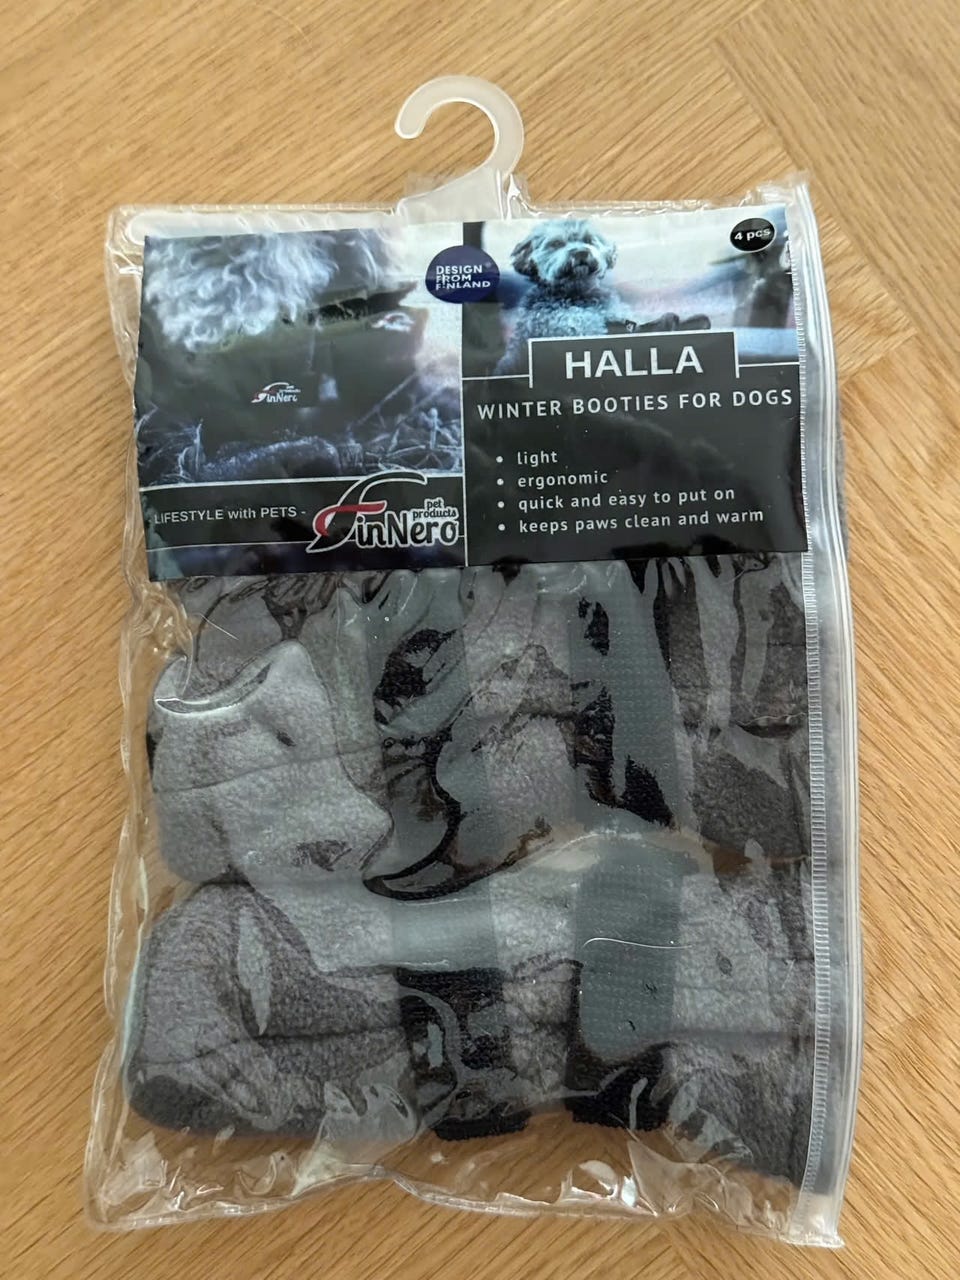 4 pcs
DESIGN
FROM
FINLAND
HALLA
WINTER BOOTIES FOR DOGS
• light
• ergonomic
• quick and easy to put on
• keeps paws clean and warm
FinNero
LIFESTYLE with PETS -
pet
products
FinNero